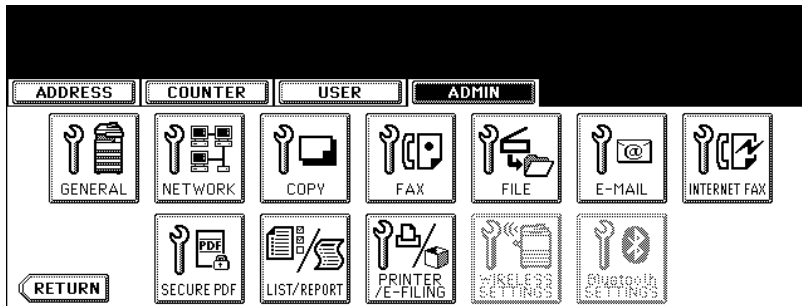 ADDRESS
COUNTER
USER
ADMIN
GENERAL
NETWORK
COPY
FAX
FILE
@
E-MAIL
INTERNET FAX
PDF
SECURE PDF
LIST/REPORT
PRINTER
/E-FILING
WIRELESS
SETTINGS
Bluetooth
SETTINGS
RETURN